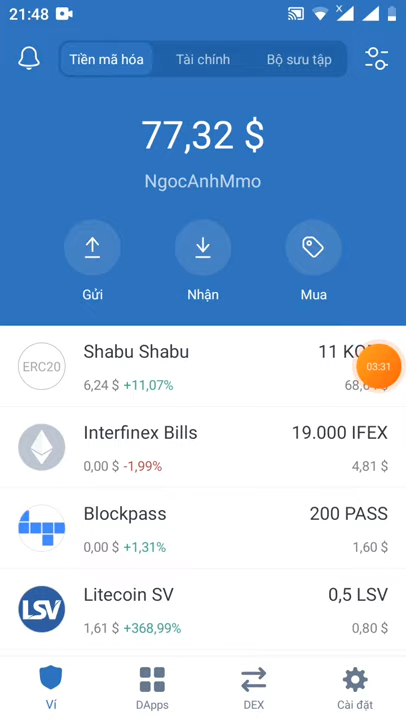 21:48
Tiền mã hóa Tài chính Bộ sưu tập
77,32 $
NgocAnhMmo
Gửi Nhận Mua
ERC20 Shabu Shabu 11
03:31
6,24 $ +11,07%
Interfinex Bills 19.000 IFEX
0,00 $ -1,99% 4,81 $
Blockpass 200 PASS
0,00 $ +1,31% 1,60 $
LSV Litecoin SV 0,5 LSV
1,61 $ +368,99% 0,80 $
Ví DApps DEX Cài đặt